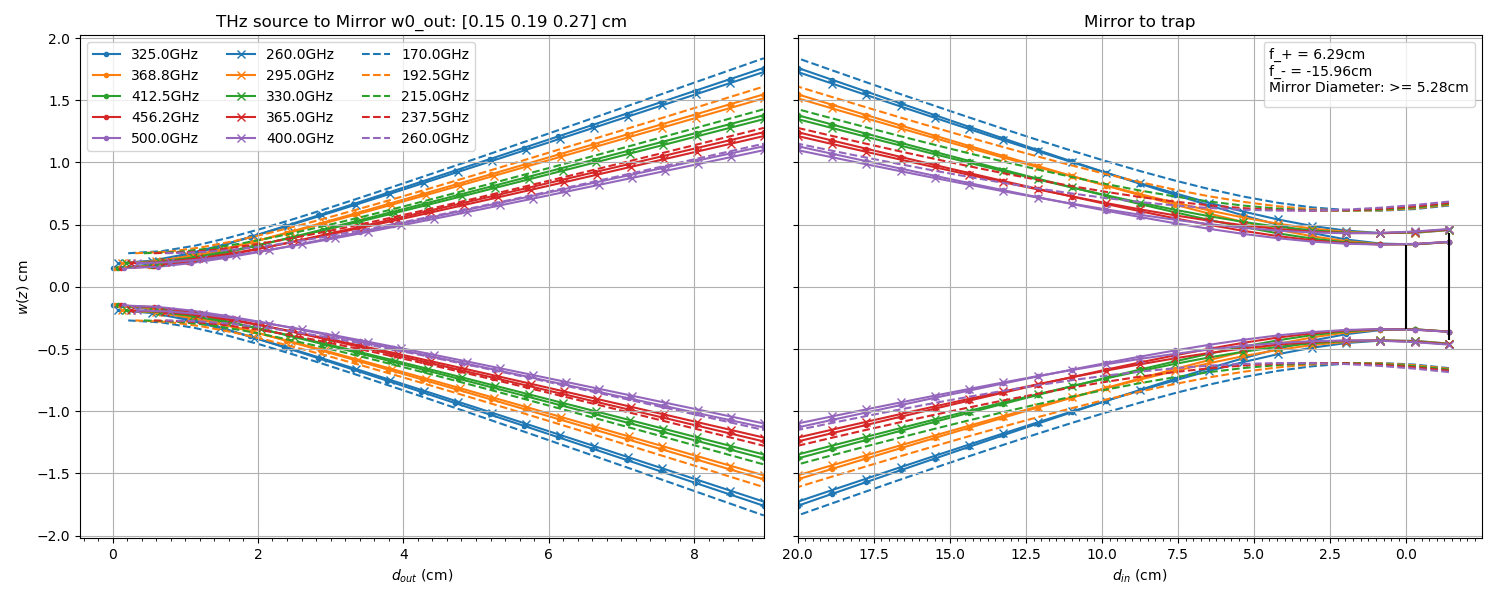 THz source to Mirror w0_out: [0.15 0.19 0.27] cm
Mirror to trap
325.0GHz 260.0GHz 170.0GHz
368.8GHz 295.0GHz 192.5GHz
412.5GHz 330.0GHz 215.0GHz
456.2GHz 365.0GHz 237.5GHz
500.0GHz 400.0GHz 260.0GHz
f_+ = 6.29cm
f_- = -15.96cm
Mirror Diameter: >= 5.28cm
2.0
1.5
1.0
0.5
0.0
−0.5
−1.0
−1.5
−2.0
w(z) cm
0 2 4 6 8
d_out (cm)
20.0 17.5 15.0 12.5 10.0 7.5 5.0 2.5 0.0
d_in (cm)